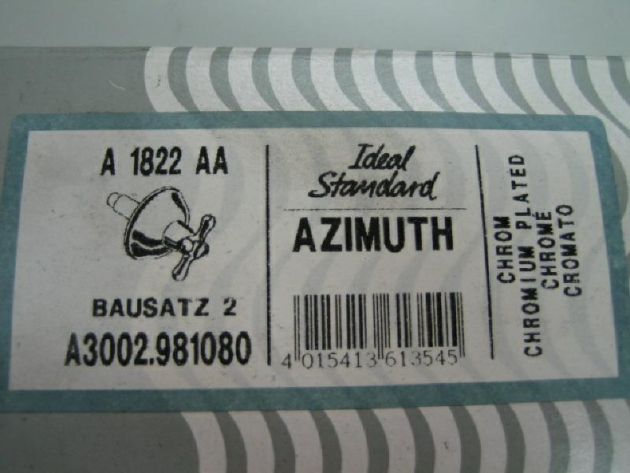 A 1822 AA
BAUSATZ 2
A3002.981080
Ideal
Standard
AZIMUTH
4 015413 613545
CHROM
CHROMIUM PLATED
CHROMÉ
CROMATO